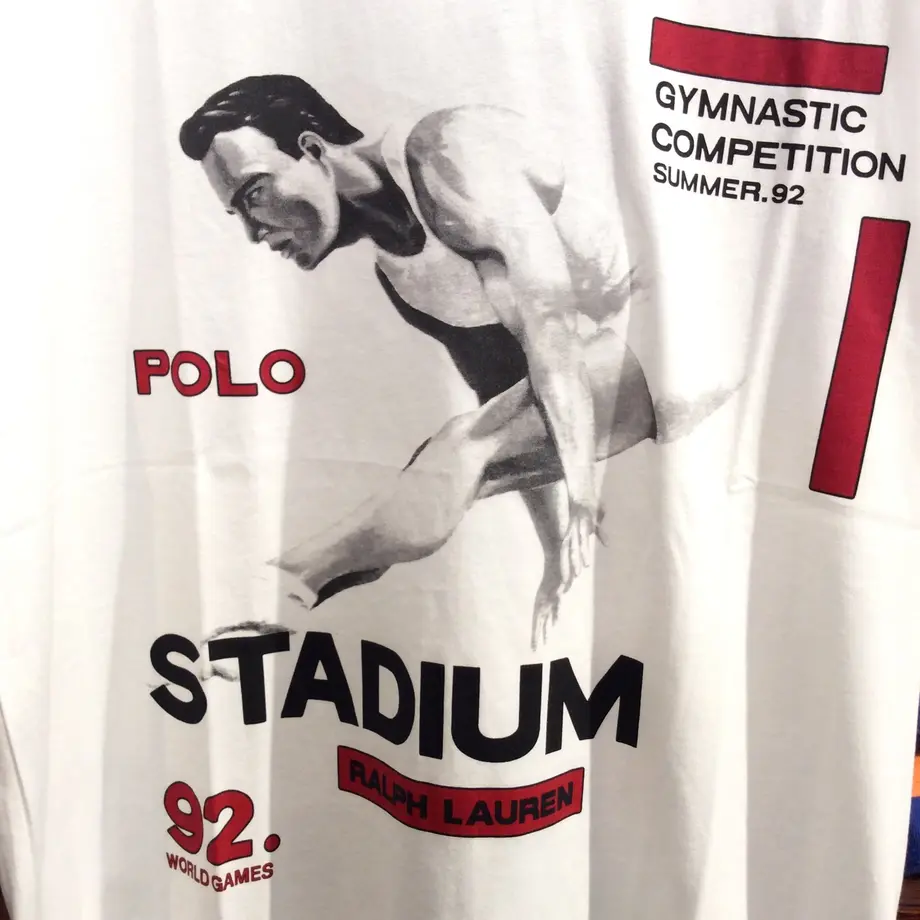 GYMNASTIC
COMPETITION
SUMMER.92
POLO
STADIUM
RALPH LAUREN
92.
WORLD GAMES